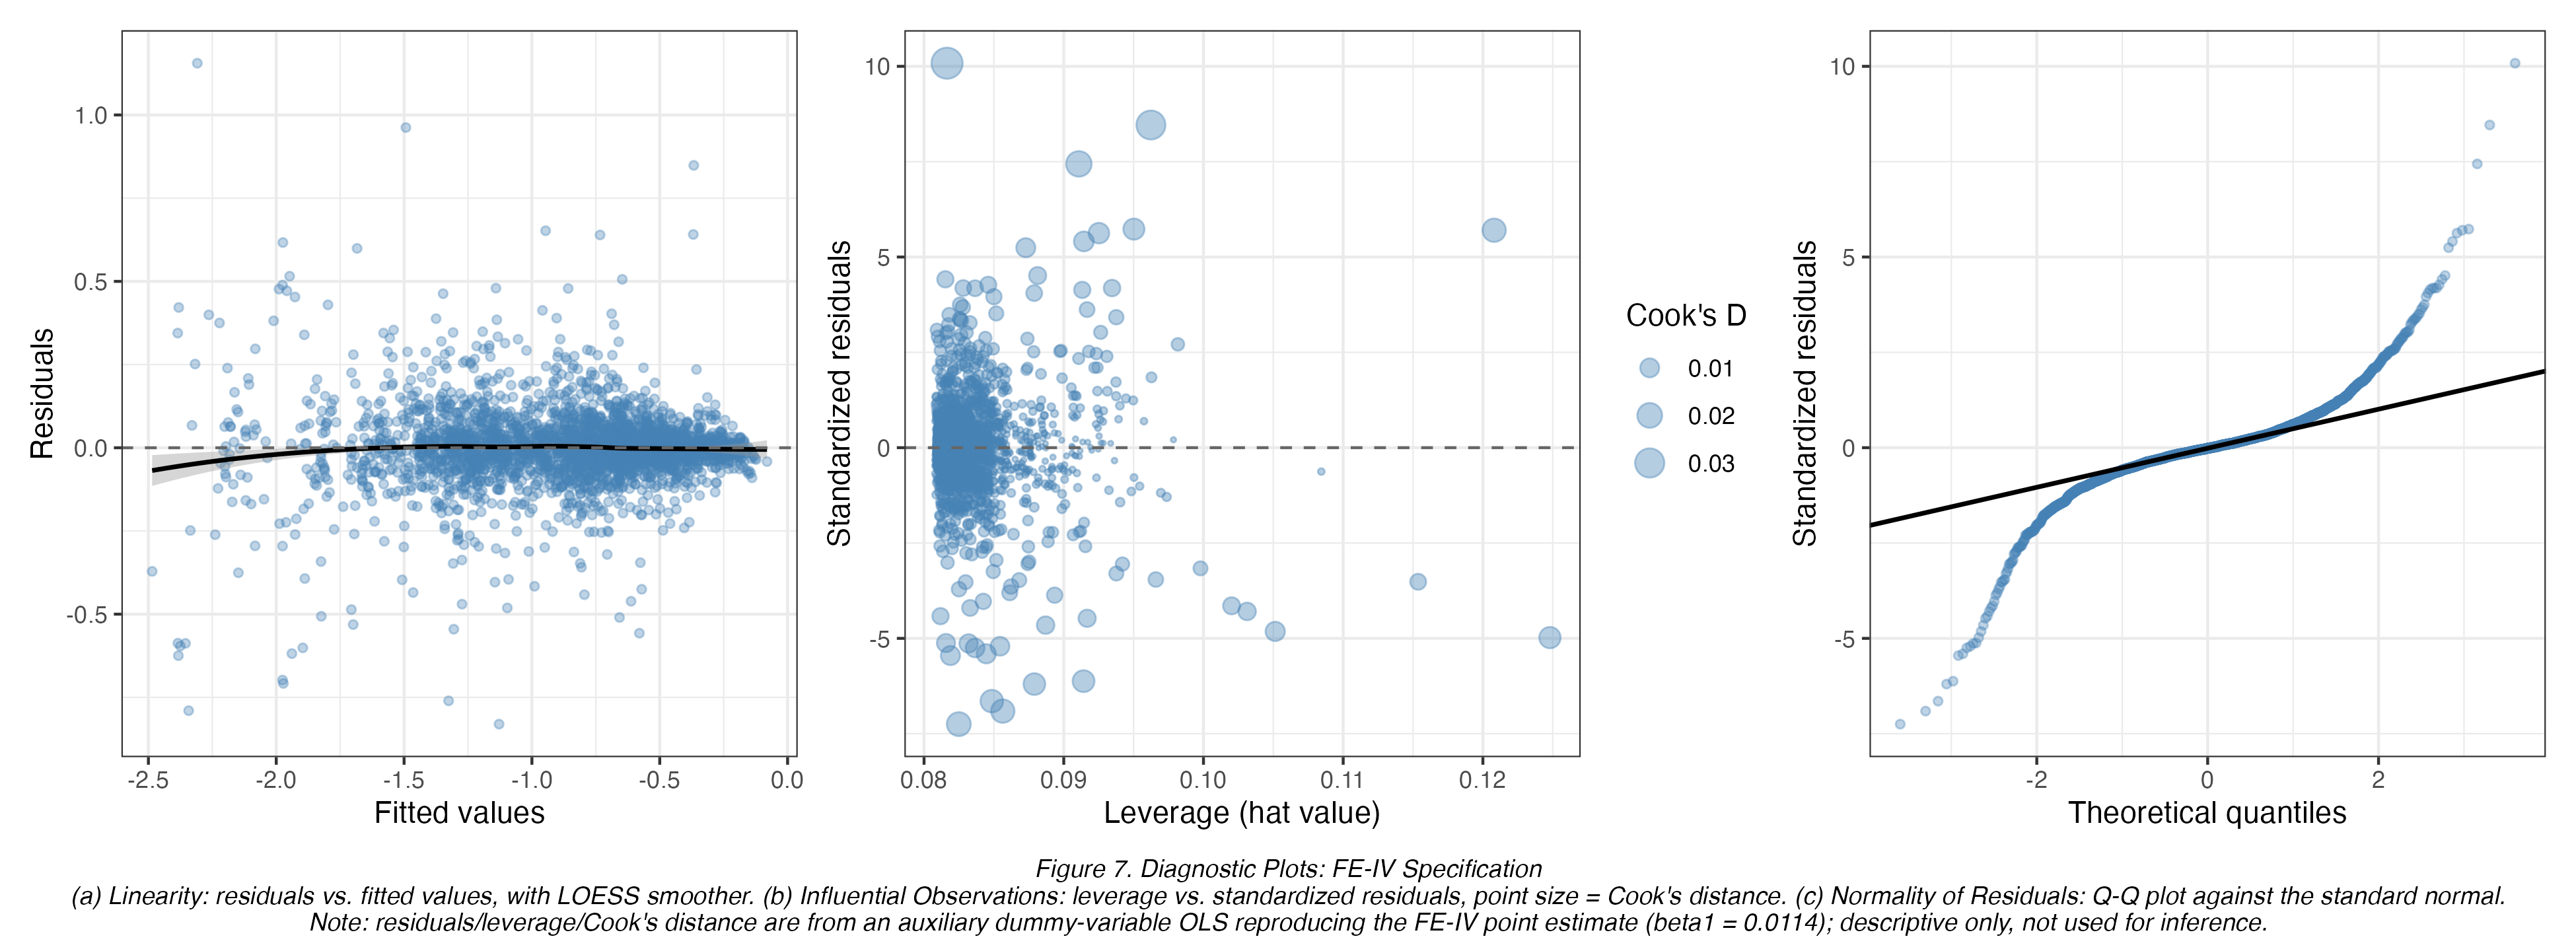 1.0
0.5
0.0
-0.5
-2.5 -2.0 -1.5 -1.0 -0.5 0.0
Residuals
Fitted values
10
5
0
-5
0.08 0.09 0.10 0.11 0.12
Standardized residuals
Leverage (hat value)
Cook's D
0.01
0.02
0.03
10
5
0
-5
-2 0 2
Standardized residuals
Theoretical quantiles
Figure 7. Diagnostic Plots: FE-IV Specification
(a) Linearity: residuals vs. fitted values, with LOESS smoother. (b) Influential Observations: leverage vs. standardized residuals, point size = Cook's distance. (c) Normality of Residuals: Q-Q plot against the standard normal.
Note: residuals/leverage/Cook's distance are from an auxiliary dummy-variable OLS reproducing the FE-IV point estimate (beta1 = 0.0114); descriptive only, not used for inference.